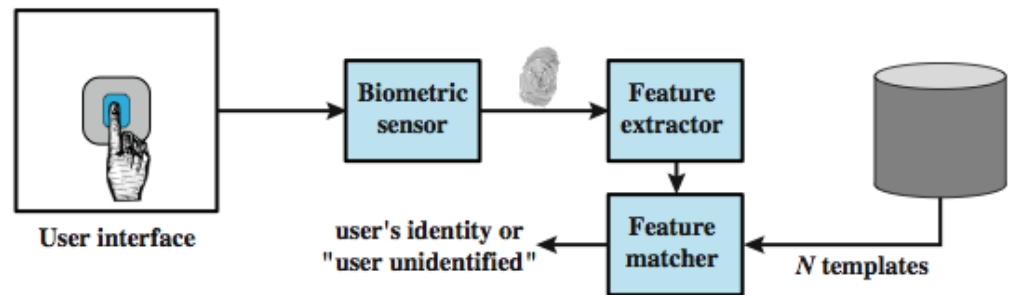 Biometric
sensor
Feature
extractor
User interface
user's identity or
"user unidentified"
Feature
matcher
N templates